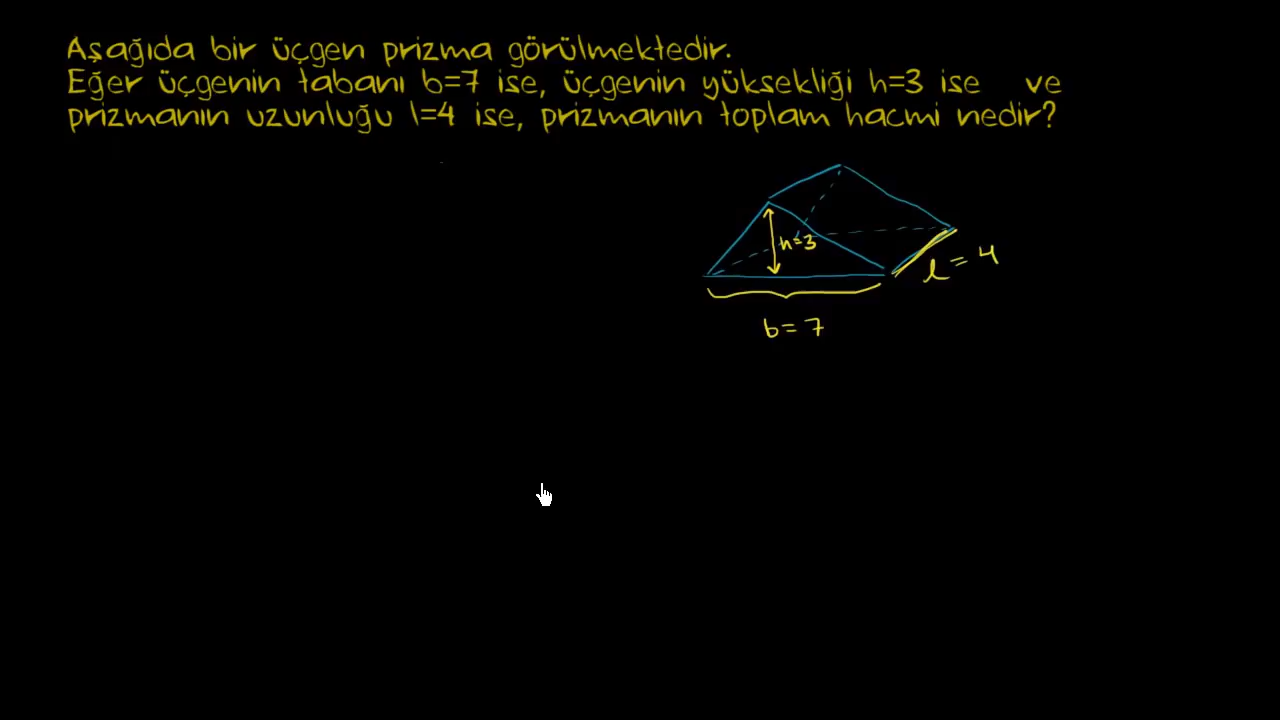 Aşağıda bir üçgen prizma görülmektedir.
Eğer üçgenin tabanı b=7 ise, üçgenin yüksekliği h=3 ise ve
prizmanın uzunluğu l=4 ise, prizmanın toplam hacmi nedir?
h=3
l=4
b=7